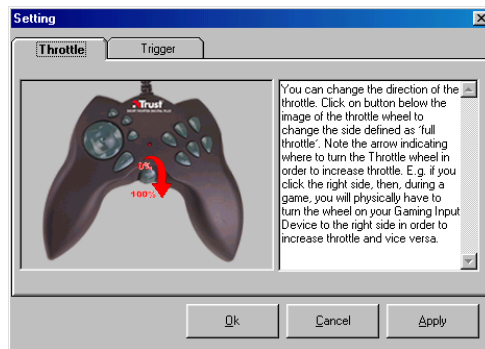 Setting
Throttle
Trigger
Trust
0%
100%
You can change the direction of the
throttle. Click on button below the
image of the throttle wheel to
change the side defined as 'full
throttle'. Note the arrow indicating
where to turn the Throttle wheel in
order to increase throttle. E.g. if you
click the right side, then, during a
game, you will physically have to
turn the wheel on your Gaming Input
Device to the right side in order to
increase throttle and vice versa.
Ok
Cancel
Apply